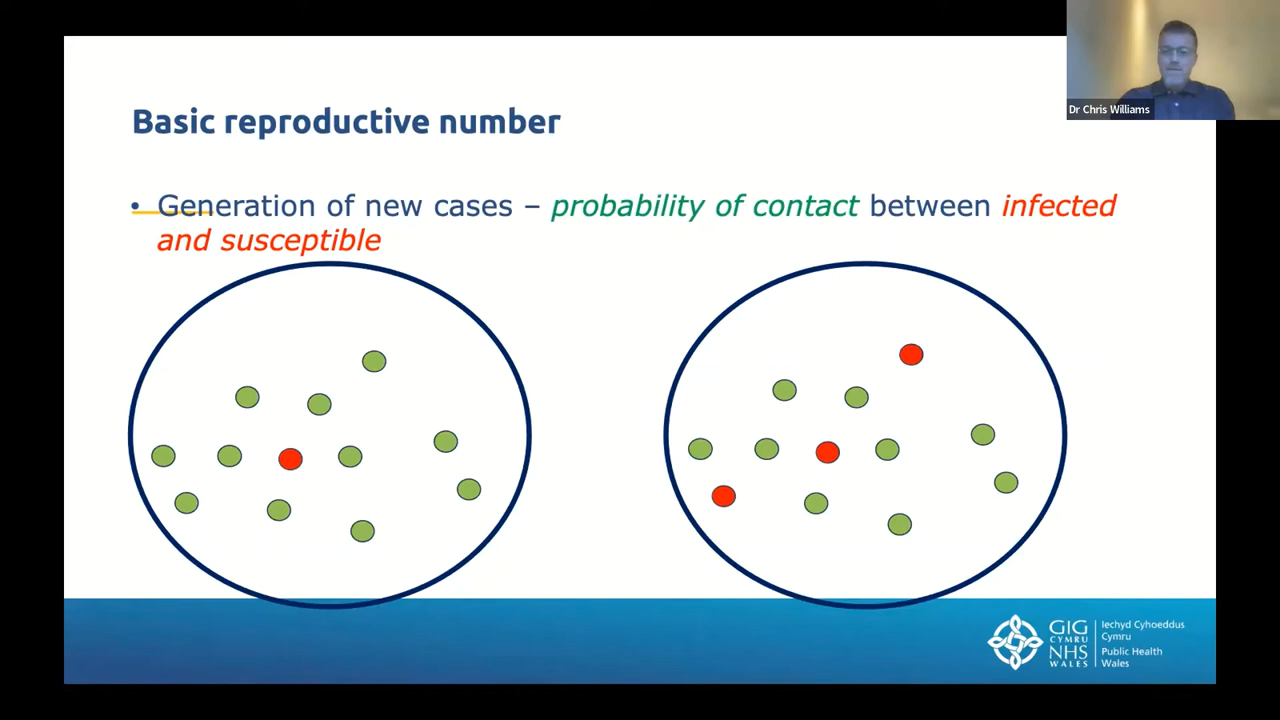 Dr Chris Williams
Basic reproductive number
• Generation of new cases – probability of contact between infected
and susceptible
GIG
CYMRU
NHS
WALES
Iechyd Cyhoeddus
Cymru
Public Health
Wales